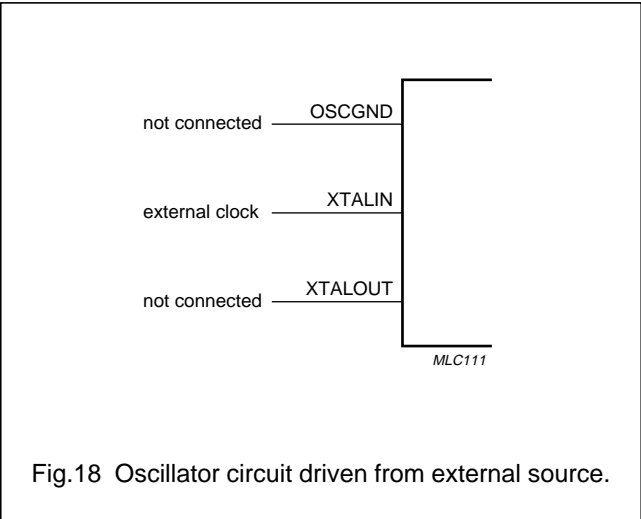 not connected OSCGND
external clock XTALIN
not connected XTALOUT
MLC111
Fig.18 Oscillator circuit driven from external source.